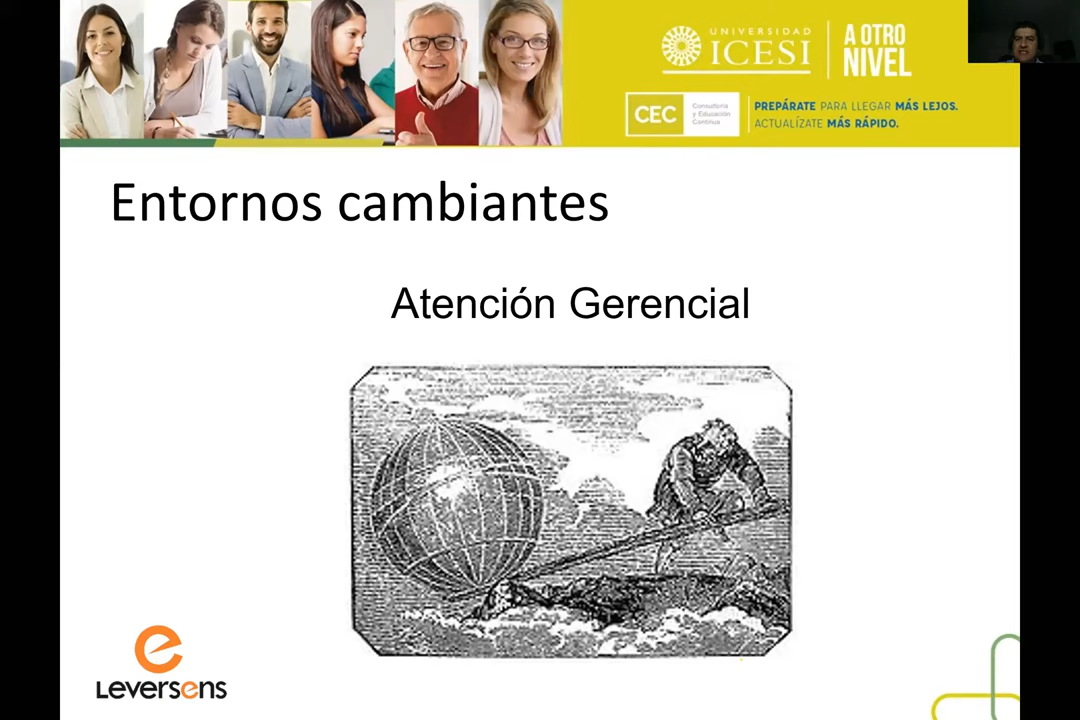 UNIVERSIDAD
ICESI
A OTRO
NIVEL
CEC
Consultoría
y Educación
Continua
PREPÁRATE PARA LLEGAR MÁS LEJOS.
ACTUALÍZATE MÁS RÁPIDO.
Entornos cambiantes
Atención Gerencial
Leversens